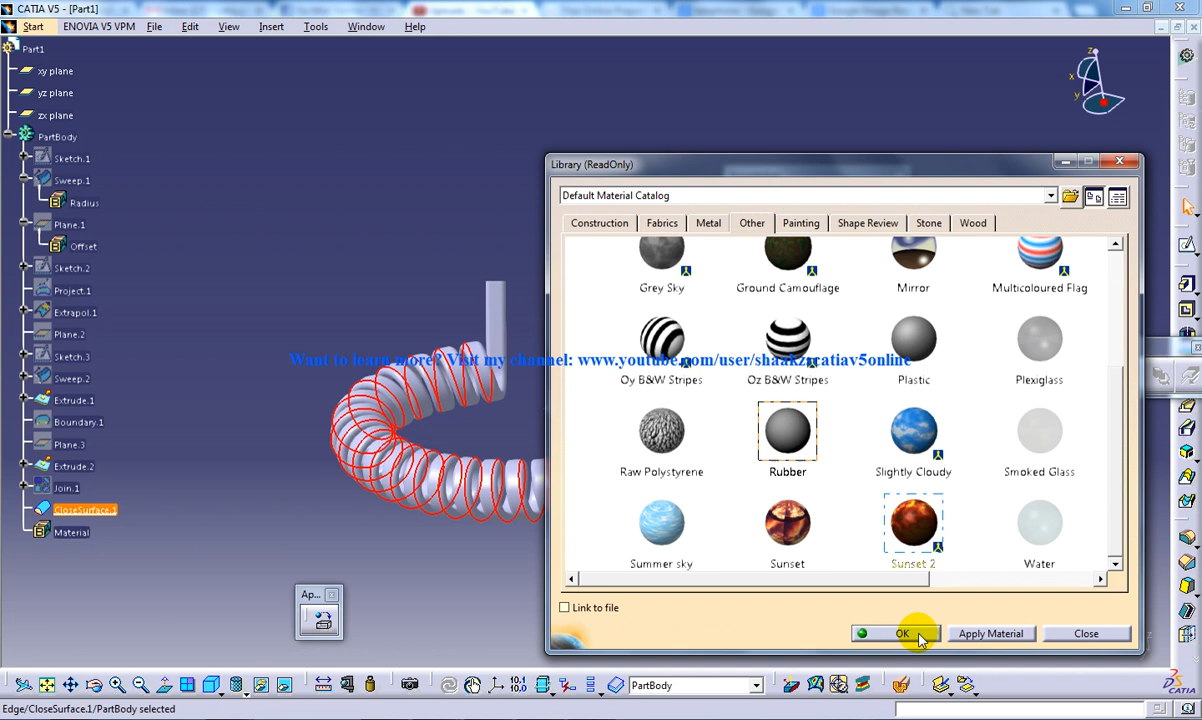 CATIA V5 - [Part1]
Start ENOVIA V5 VPM File Edit View Insert Tools Window Help
Part1
xy plane
yz plane
zx plane
PartBody
Sketch.1
Sweep.1
Radius
Plane.1
Offset
Sketch.2
Project.1
Extrapol.1
Plane.2
Sketch.3
Sweep.2
Extrude.1
Boundary.1
Plane.3
Extrude.2
Join.1
CloseSurface.1
Material
z
x
y
Library (ReadOnly)
Default Material Catalog
Construction Fabrics Metal Other Painting Shape Review Stone Wood
Grey Sky Ground Camouflage Mirror Multicoloured Flag
Want to learn more? Visit my channel: www.youtube.com/user/shaakzcatiav5online
Oy B&W Stripes Oz B&W Stripes Plastic Plexiglass
Raw Polystyrene Rubber Slightly Cloudy Smoked Glass
Summer sky Sunset Sunset 2 Water
Link to file
OK Apply Material Close
Ap...
PartBody
Edge/CloseSurface.1/PartBody selected
CATIA